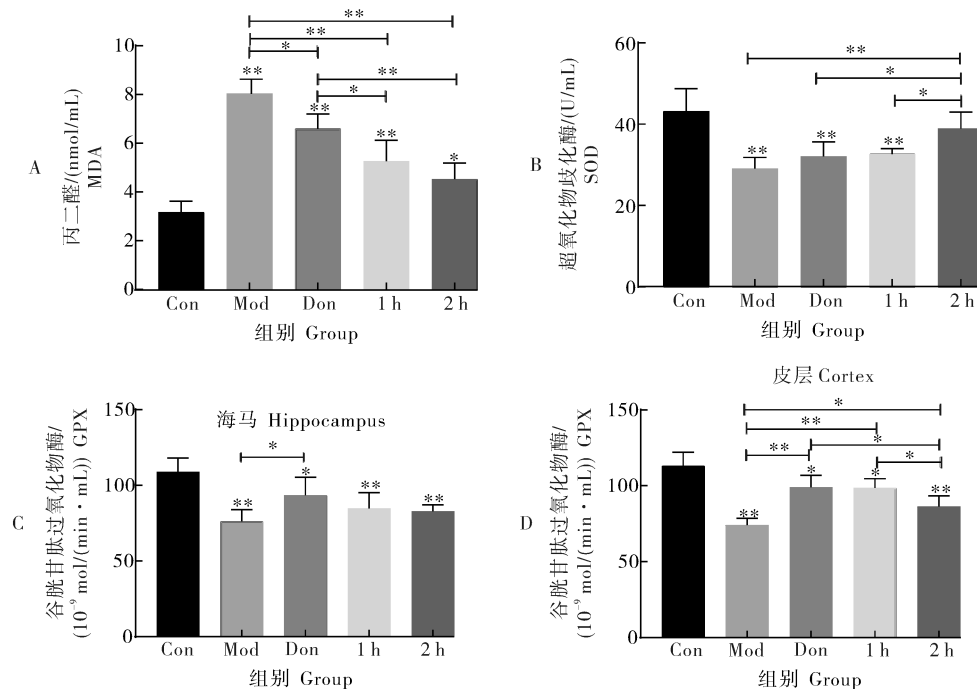 A
丙二醛/(nmol/mL)
MDA
10
8
6
4
2
0
**
**
*
**
*
**
**
**
*
Con Mod Don 1 h 2 h
组别 Group
B
超氧化物歧化酶/(U/mL)
SOD
60
40
20
0
**
*
*
**
**
**
Con Mod Don 1 h 2 h
组别 Group
C
谷胱甘肽过氧化物酶/
(10⁻⁹ mol/(min·mL)) GPX
海马 Hippocampus
150
100
50
0
*
**
*
**
**
Con Mod Don 1 h 2 h
组别 Group
D
谷胱甘肽过氧化物酶/
(10⁻⁹ mol/(min·mL)) GPX
皮层 Cortex
150
100
50
0
*
**
**
*
*
**
*
*
**
Con Mod Don 1 h 2 h
组别 Group